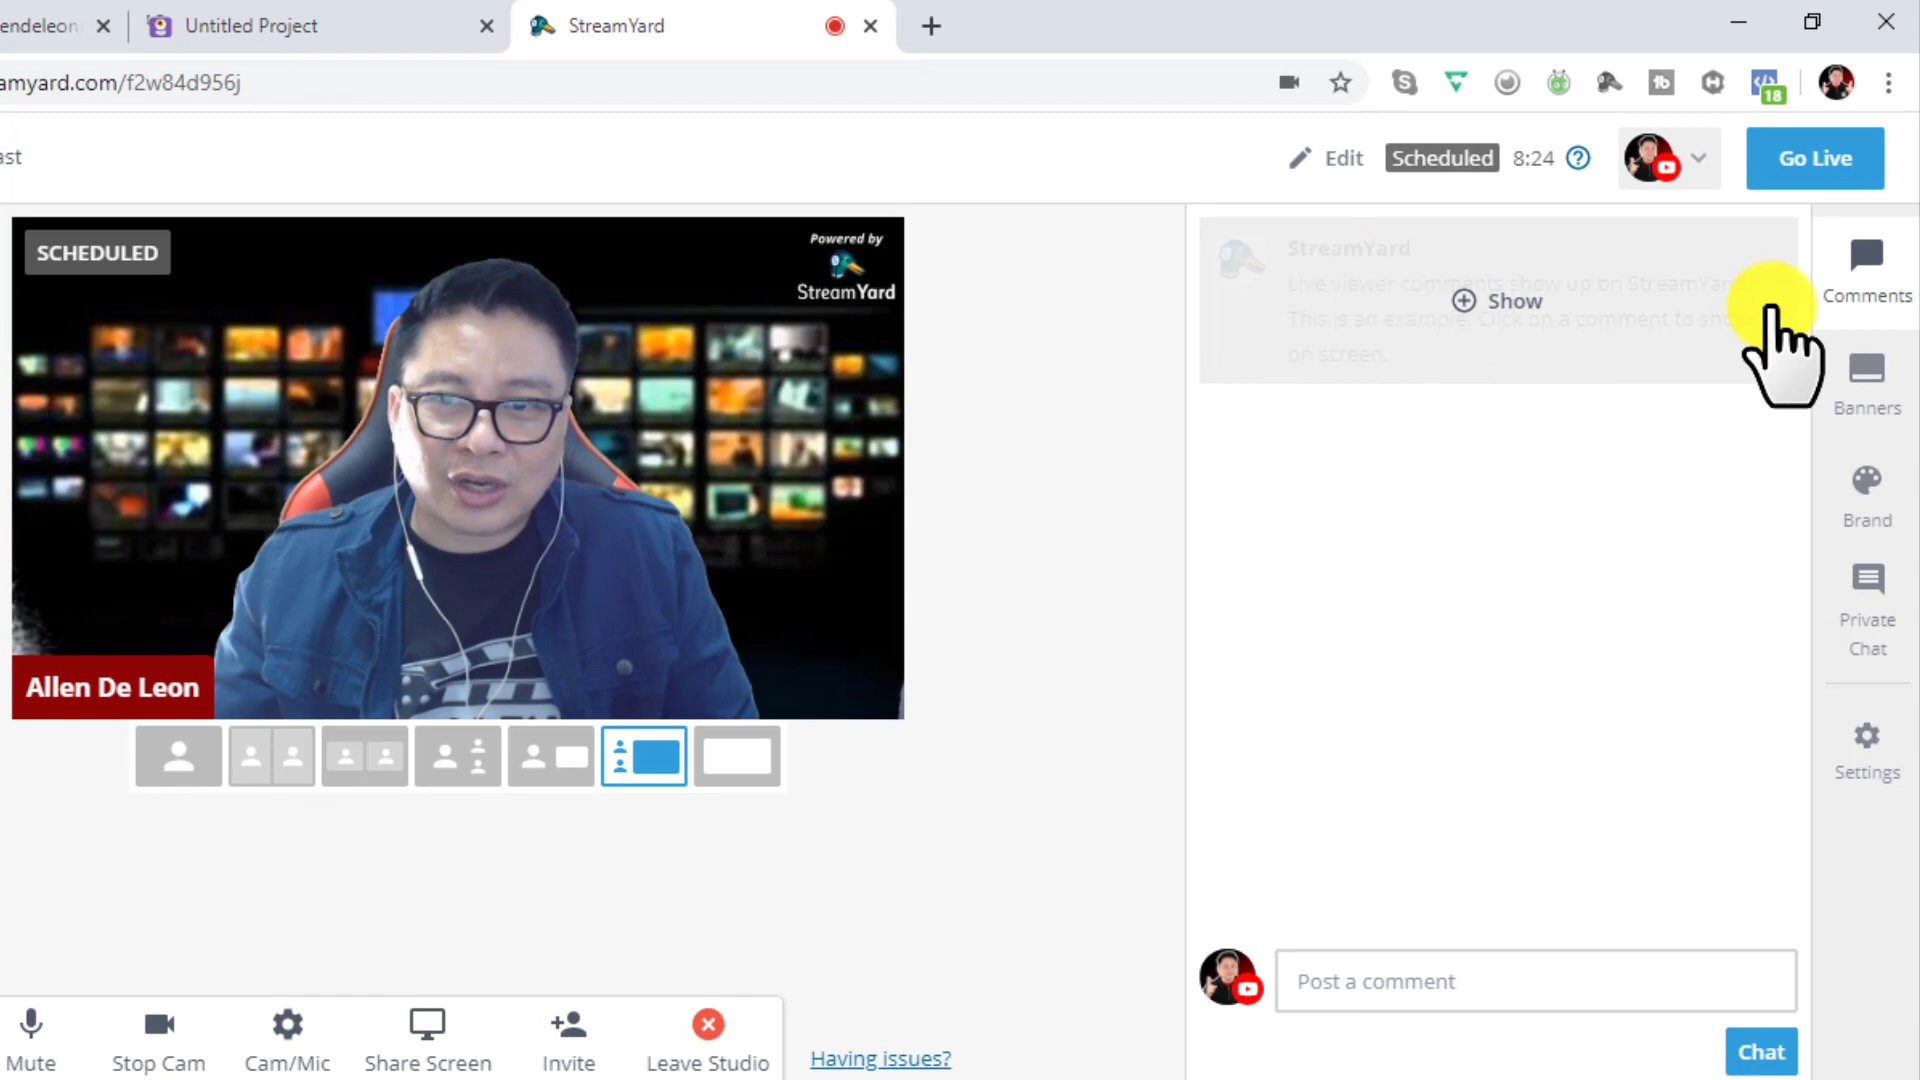 endeleon
Untitled Project
StreamYard
amyard.com/f2w84d956j
18
ast
Edit
Scheduled
8:24
Go Live
SCHEDULED
Powered by
StreamYard
Allen De Leon
StreamYard
Live viewer comments show up on StreamYar
This is an example. Click on a comment to sh
on screen.
Show
Comments
Banners
Brand
Private
Chat
Settings
Post a comment
Chat
Mute
Stop Cam
Cam/Mic
Share Screen
Invite
Leave Studio
Having issues?